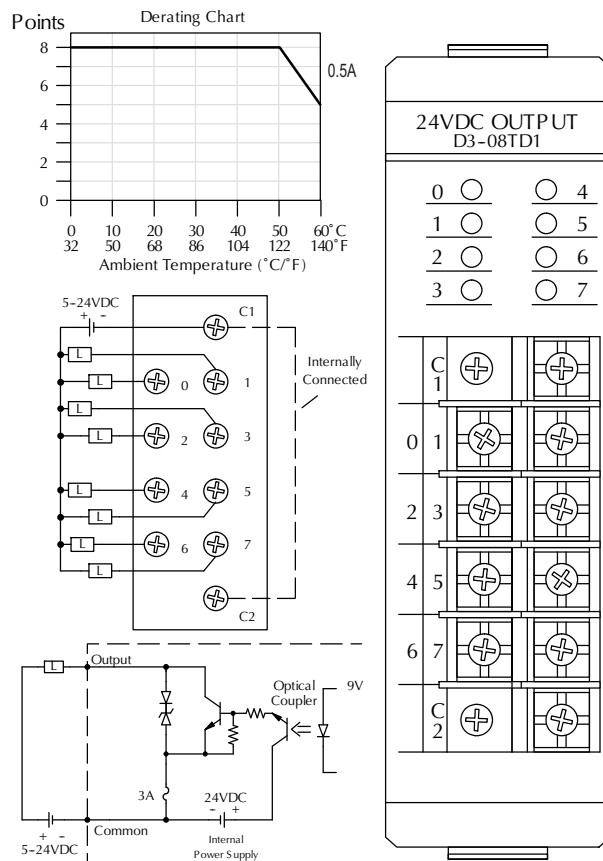 Derating Chart
Points
8
6
4
2
0
0.5A
0 10 20 30 40 50 60˚C
32 50 68 86 104 122 140˚F
Ambient Temperature (˚C/˚F)
5-24VDC
+ -
C1
L
L 0 1
L
L 2 3
L 4 5
L
L 6 7
L
C2
Internally
Connected
L
Output
Optical
Coupler
9V
3A
24VDC
- +
Common
+ -
5-24VDC
Internal
Power Supply
24VDC OUTPUT
D3-08TD1
0 4
1 5
2 6
3 7
C
1
0 1
2 3
4 5
6 7
C
2